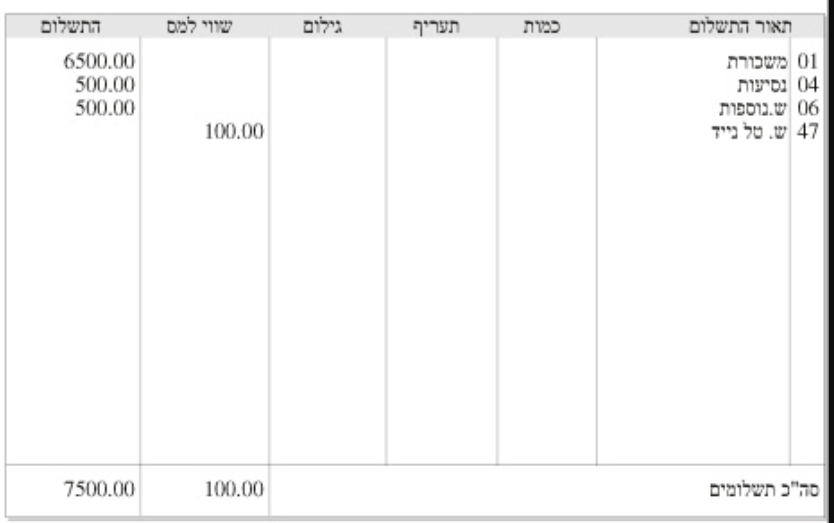 תאור התשלום כמות תעריף גילום שווי למס התשלום
01 משכורת 6500.00
04 נסיעות 500.00
06 ש.נוספות 500.00
47 ש. טל נייד 100.00
סה"כ תשלומים 100.00 7500.00